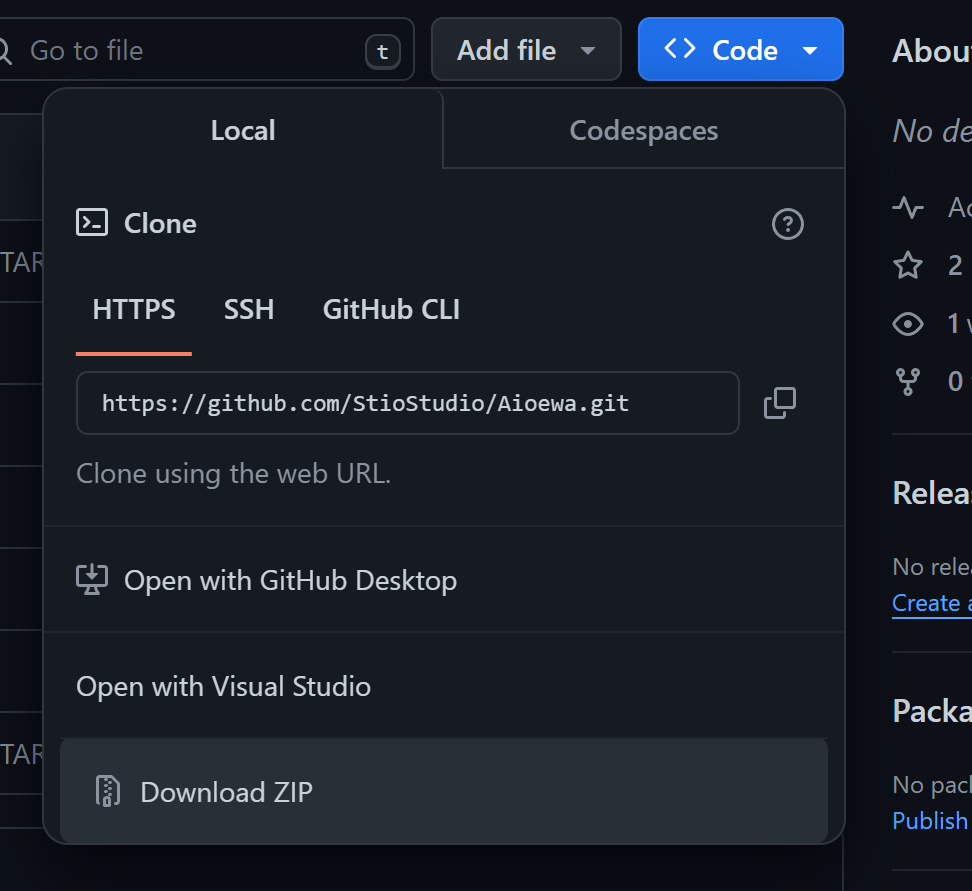 Go to file
t
Add file
Code
Local
Codespaces
Clone
HTTPS SSH GitHub CLI
https://github.com/StioStudio/Aioewa.git
Clone using the web URL.
Open with GitHub Desktop
Open with Visual Studio
Download ZIP
TAR
TAR
Abou
No de
Ac
2
1 w
0
Relea
No relea
Create a
Packa
No pack
Publish